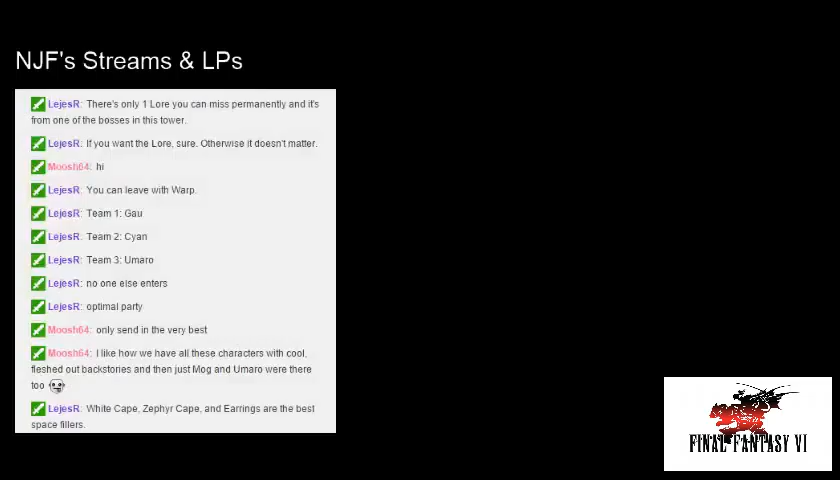 NJF's Streams & LPs
LejesR: There's only 1 Lore you can miss permanently and it's
from one of the bosses in this tower.
LejesR: If you want the Lore, sure. Otherwise it doesn't matter.
Moosh64: hi
LejesR: You can leave with Warp.
LejesR: Team 1: Gau
LejesR: Team 2: Cyan
LejesR: Team 3: Umaro
LejesR: no one else enters
LejesR: optimal party
Moosh64: only send in the very best
Moosh64: I like how we have all these characters with cool,
fleshed out backstories and then just Mog and Umaro were there
too
LejesR: White Cape, Zephyr Cape, and Earrings are the best
space fillers.
FINAL FANTASY VI